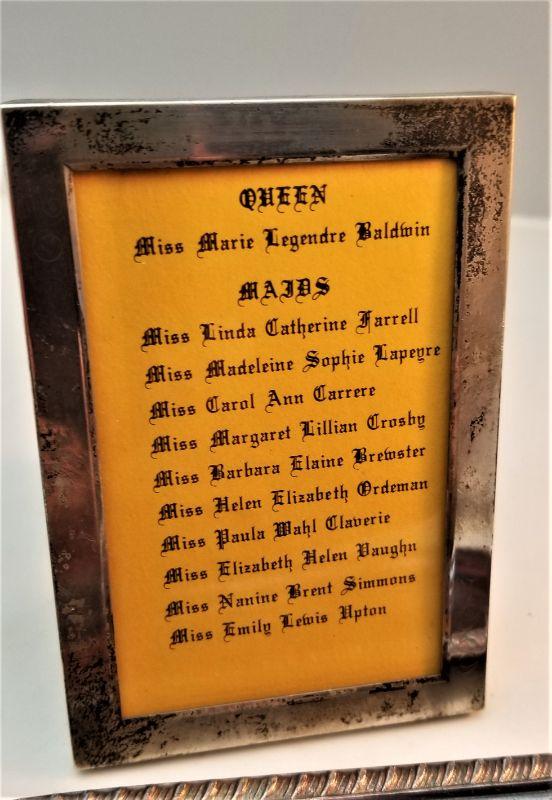 QUEEN
Miss Marie Legendre Baldwin
MAIDS
Miss Linda Catherine Farrell
Miss Madeleine Sophie Lapeyre
Miss Carol Ann Carrere
Miss Margaret Lillian Crosby
Miss Barbara Elaine Brewster
Miss Helen Elizabeth Ordeman
Miss Paula Wahl Claverie
Miss Elizabeth Helen Vaughn
Miss Nanine Brent Simmons
Miss Emily Lewis Upton